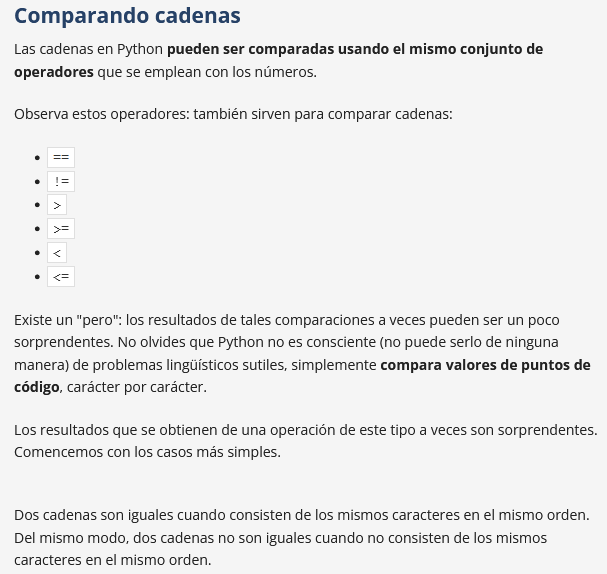 Comparando cadenas
Las cadenas en Python pueden ser comparadas usando el mismo conjunto de
operadores que se emplean con los números.
Observa estos operadores: también sirven para comparar cadenas:
• ==
• !=
• >
• >=
• <
• <=
Existe un "pero": los resultados de tales comparaciones a veces pueden ser un poco
sorprendentes. No olvides que Python no es consciente (no puede serlo de ninguna
manera) de problemas lingüísticos sutiles, simplemente compara valores de puntos de
código, carácter por carácter.
Los resultados que se obtienen de una operación de este tipo a veces son sorprendentes.
Comencemos con los casos más simples.
Dos cadenas son iguales cuando consisten de los mismos caracteres en el mismo orden.
Del mismo modo, dos cadenas no son iguales cuando no consisten de los mismos
caracteres en el mismo orden.